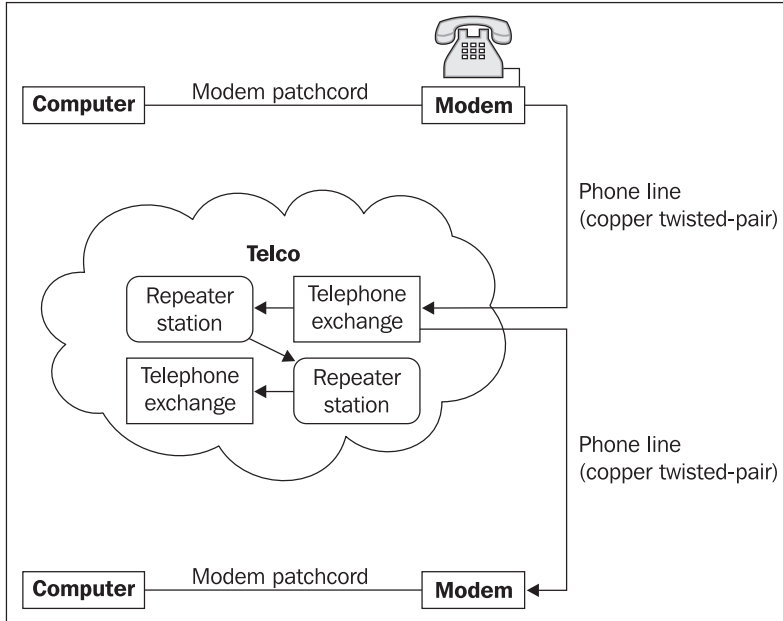 Computer
Modem patchcord
Modem
Phone line
(copper twisted-pair)
Telco
Repeater
station
Telephone
exchange
Telephone
exchange
Repeater
station
Phone line
(copper twisted-pair)
Computer
Modem patchcord
Modem